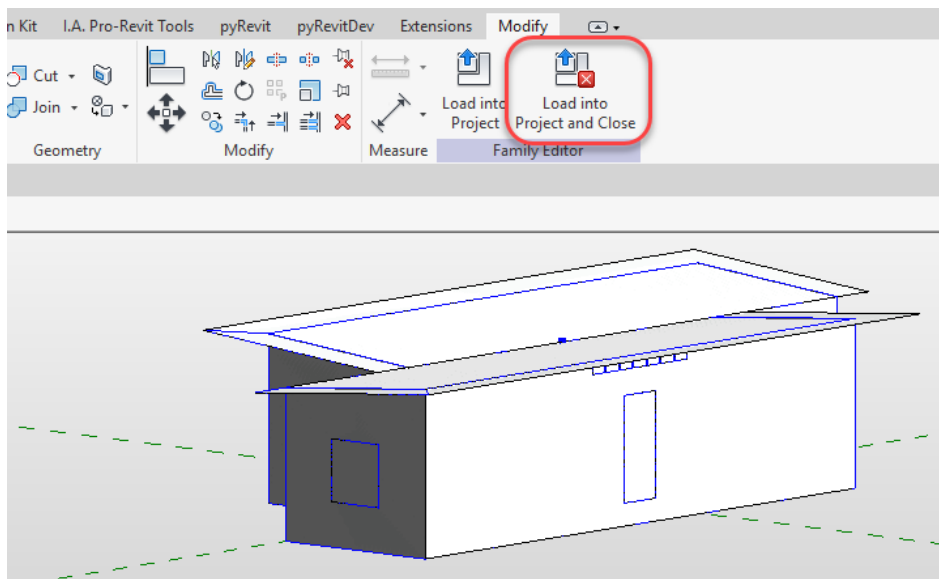 n Kit I.A. Pro-Revit Tools pyRevit pyRevitDev Extensions Modify
Cut
Join
Load into
Project
Load into
Project and Close
Geometry Modify Measure Family Editor